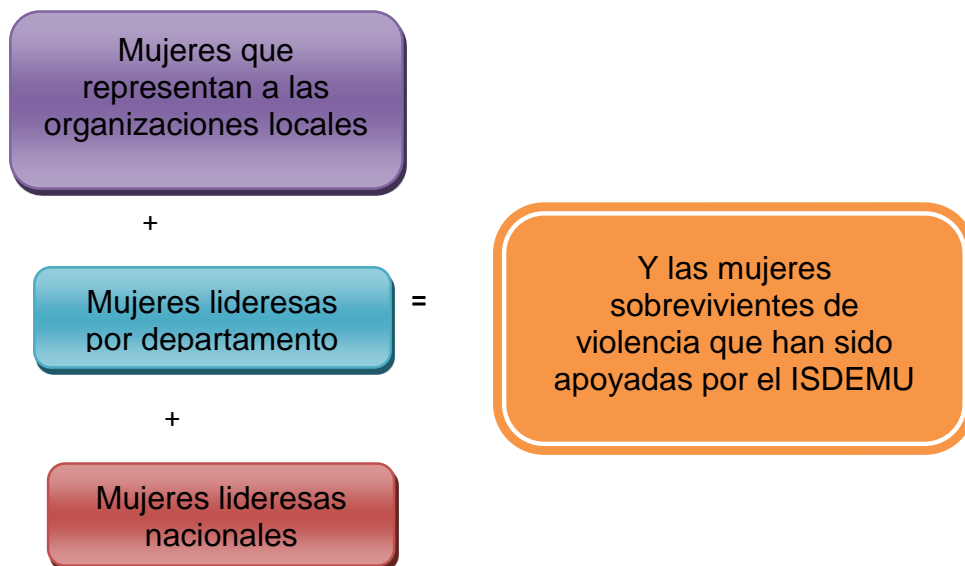 Mujeres que
representan a las
organizaciones locales
+
Mujeres lideresas
por departamento
=
+
Mujeres lideresas
nacionales
Y las mujeres
sobrevivientes de
violencia que han sido
apoyadas por el ISDEMU